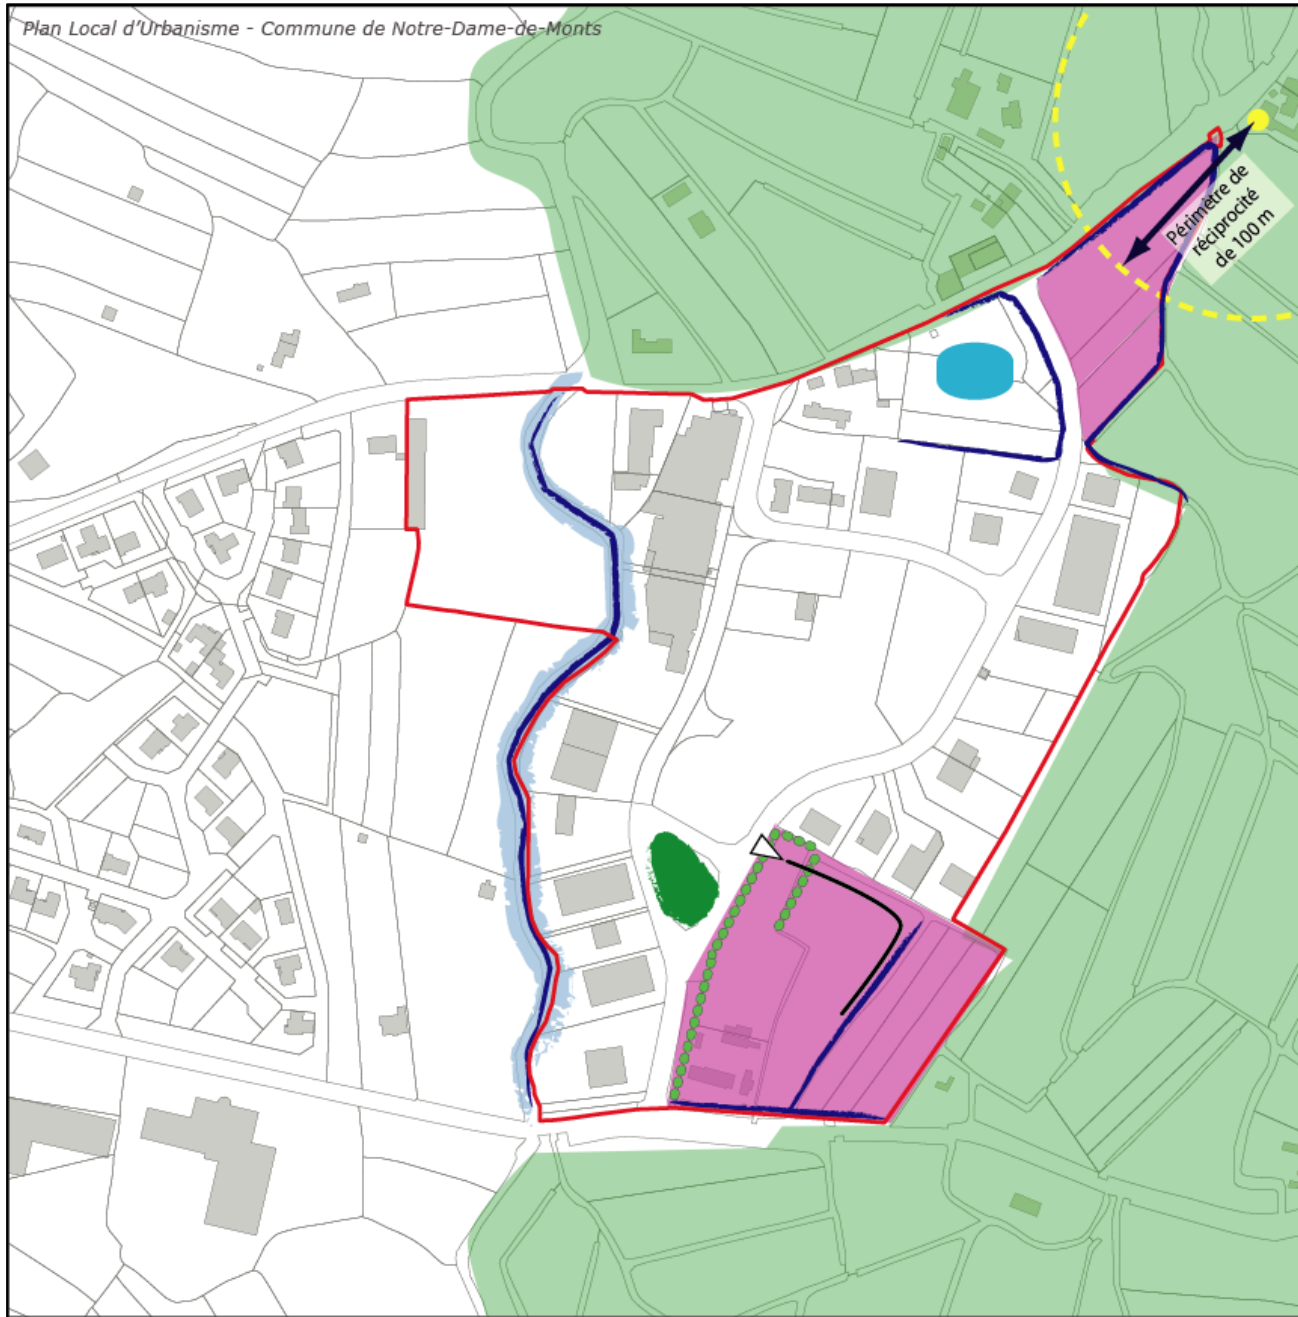 Plan Local d’Urbanisme - Commune de Notre-Dame-de-Monts
Périmètre de
réciprocité
de 100 m